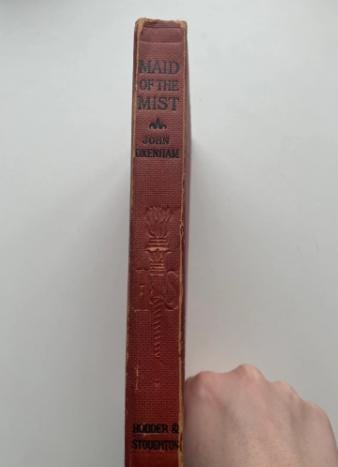 MAID
OF THE
MIST
JOHN
OXENHAM
HODDER &
STOUGHTON